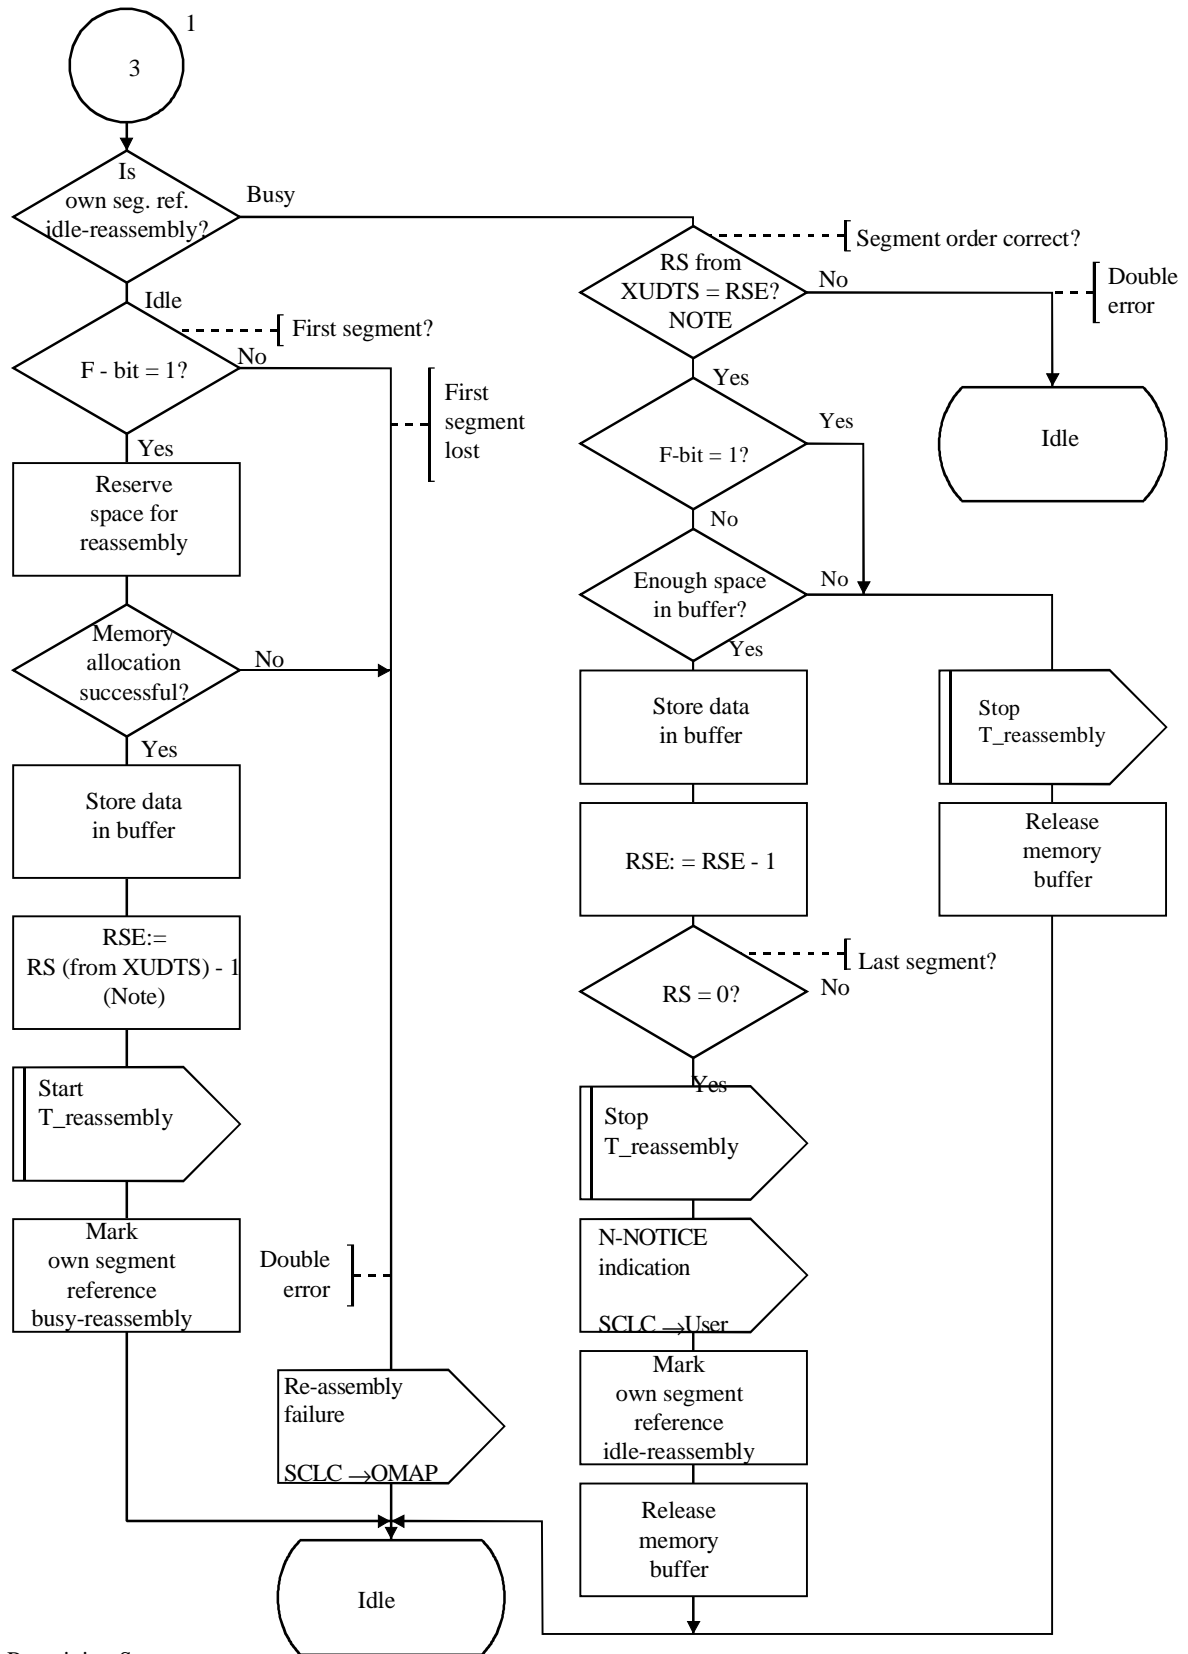 1
3
Is
own seg. ref.
idle-reassembly?
Busy
Idle
First segment?
F - bit = 1?
No
First
segment
lost
Yes
Reserve
space for
reassembly
Memory
allocation
successful?
No
Yes
Store data
in buffer
RSE:=
RS (from XUDTS) - 1
(Note)
Start
T_reassembly
Mark
own segment
reference
busy-reassembly
Double
error
Re-assembly
failure
SCLC →OMAP
Idle
Segment order correct?
RS from
XUDTS = RSE?
NOTE
No
Double
error
Idle
Yes
F-bit = 1?
Yes
No
Enough space
in buffer?
No
Yes
Store data
in buffer
Stop
T_reassembly
RSE: = RSE - 1
Release
memory
buffer
Last segment?
RS = 0?
No
Yes
Stop
T_reassembly
N-NOTICE
indication
SCLC →User
Mark
own segment
reference
idle-reassembly
Release
memory
buffer